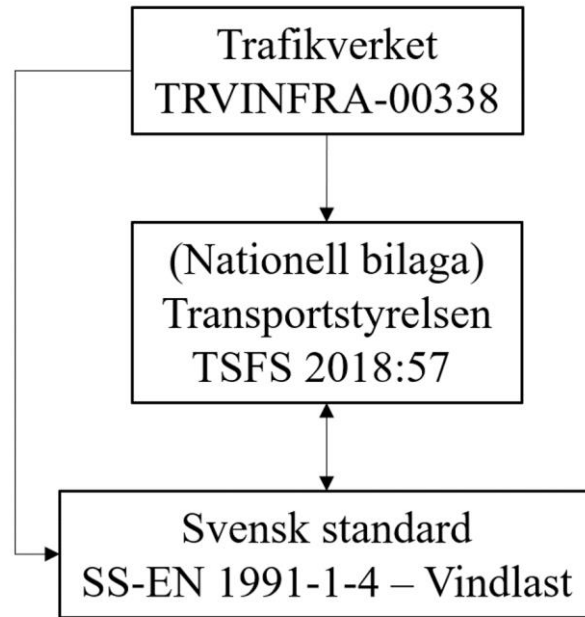 Trafikverket
TRVINFRA-00338
(Nationell bilaga)
Transportstyrelsen
TSFS 2018:57
Svensk standard
SS-EN 1991-1-4 – Vindlast